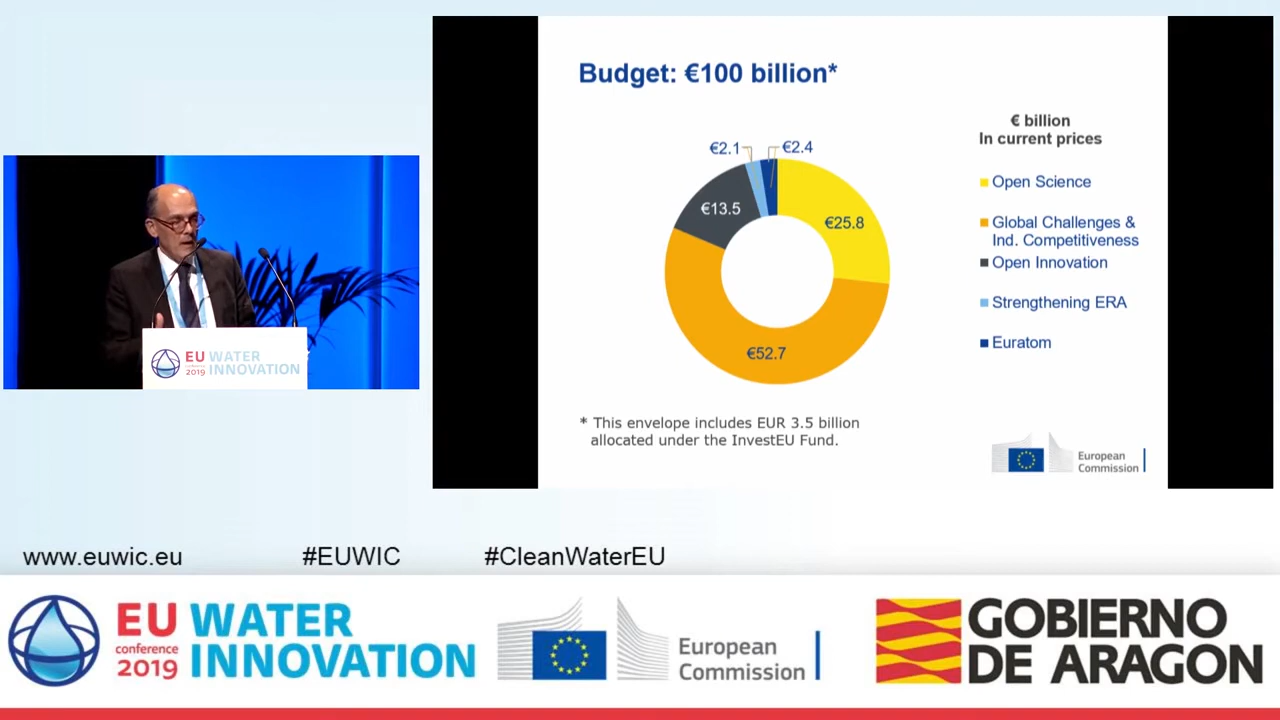 Budget: €100 billion*
€ billion
In current prices
€2.1
€2.4
€13.5
€25.8
€52.7
Open Science
Global Challenges &
Ind. Competitiveness
Open Innovation
Strengthening ERA
Euratom
* This envelope includes EUR 3.5 billion
allocated under the InvestEU Fund.
European
Commission
EU WATER
conference
2019 INNOVATION
www.euwic.eu #EUWIC #CleanWaterEU
EU WATER
conference
2019 INNOVATION
European
Commission
GOBIERNO
DE ARAGON